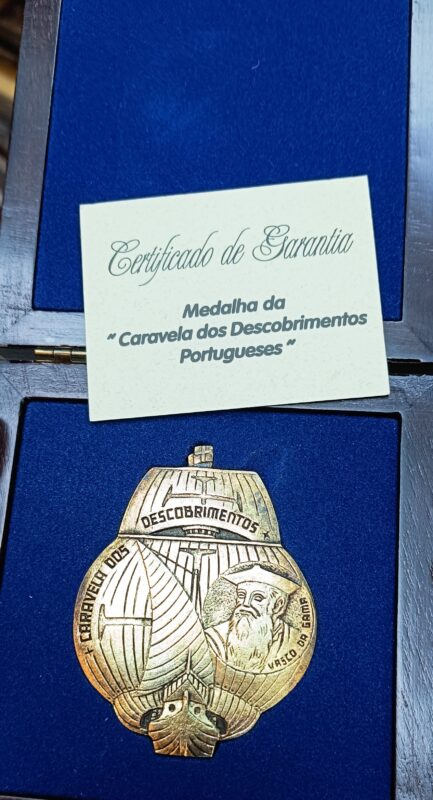 Certificado de Garantia
Medalha da
"Caravela dos Descobrimentos
Portugueses"
DESCOBRIMENTOS
CARAVELA DOS
VASCO DA GAMA